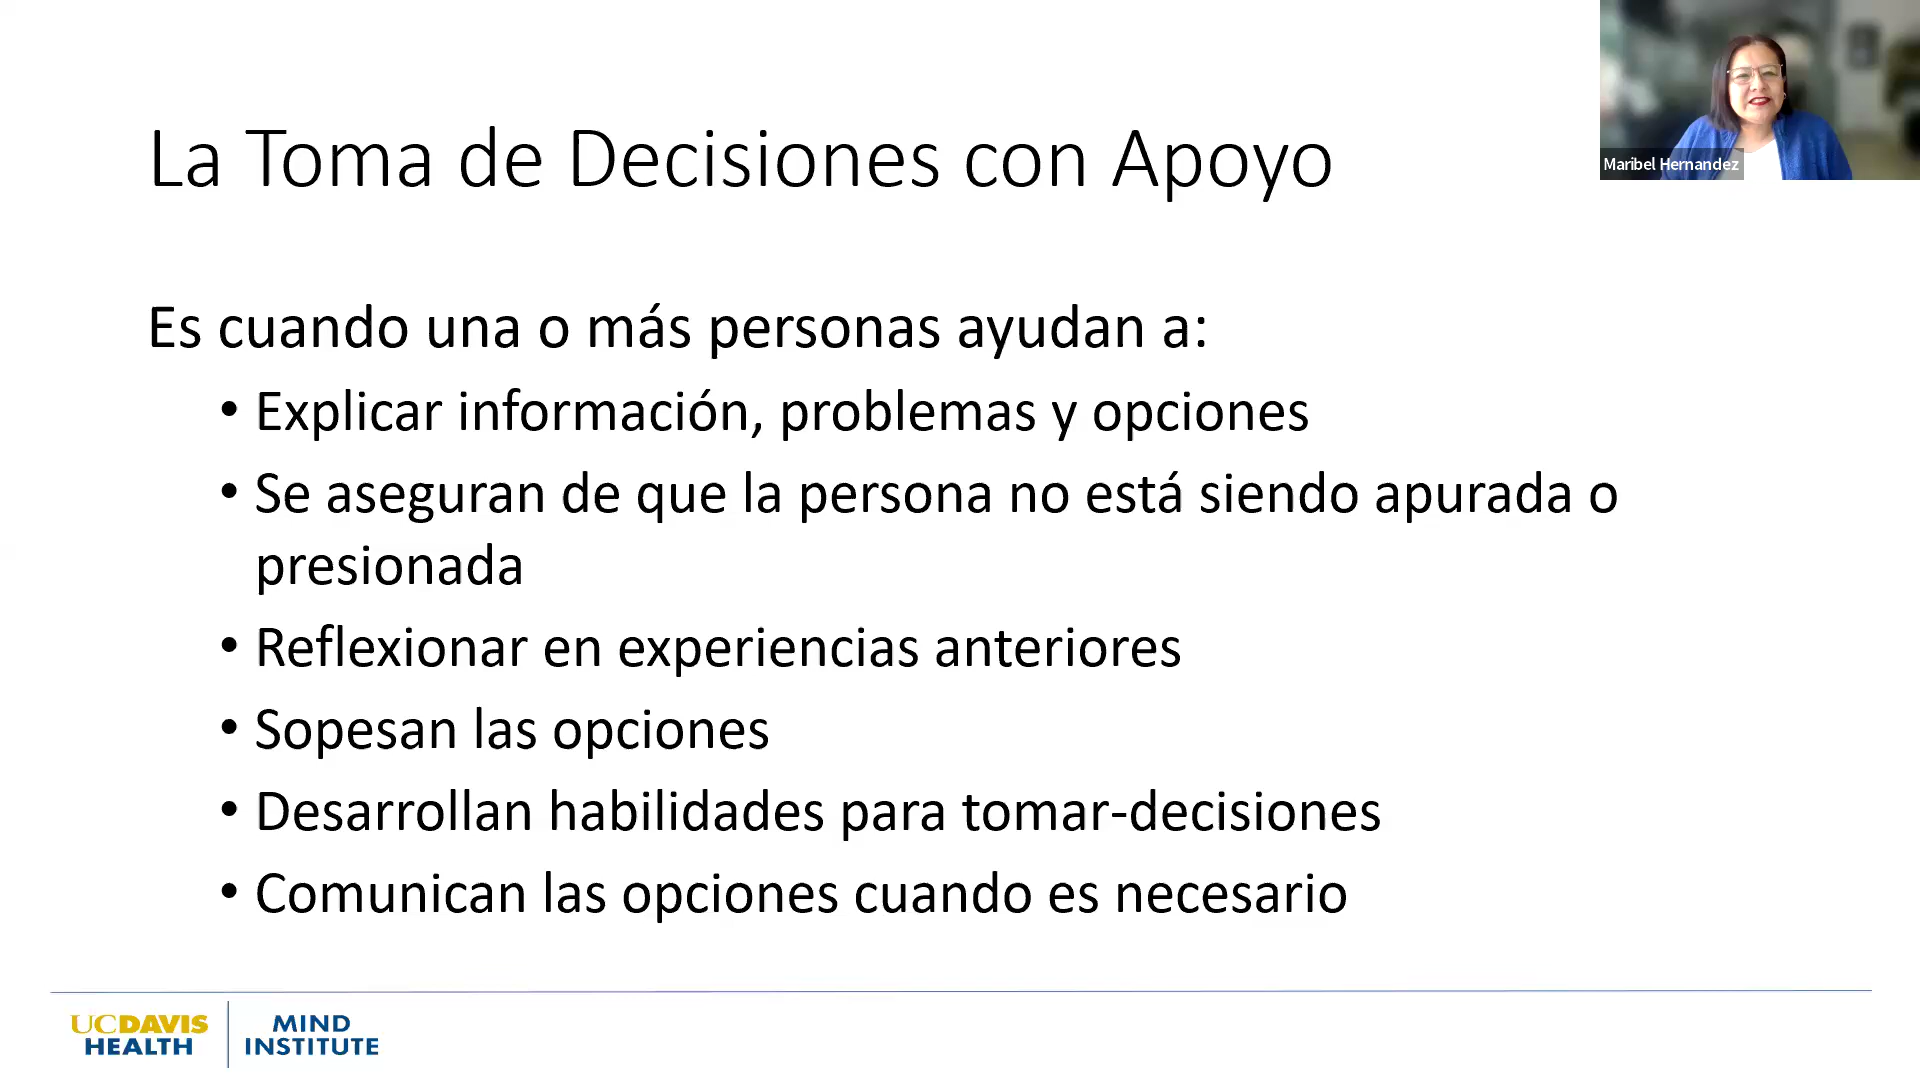 La Toma de Decisiones con Apoyo
Maribel Hernandez
Es cuando una o más personas ayudan a:
• Explicar información, problemas y opciones
• Se aseguran de que la persona no está siendo apurada o
presionada
• Reflexionar en experiencias anteriores
• Sopesan las opciones
• Desarrollan habilidades para tomar-decisiones
• Comunican las opciones cuando es necesario
UCDAVIS
HEALTH
MIND
INSTITUTE